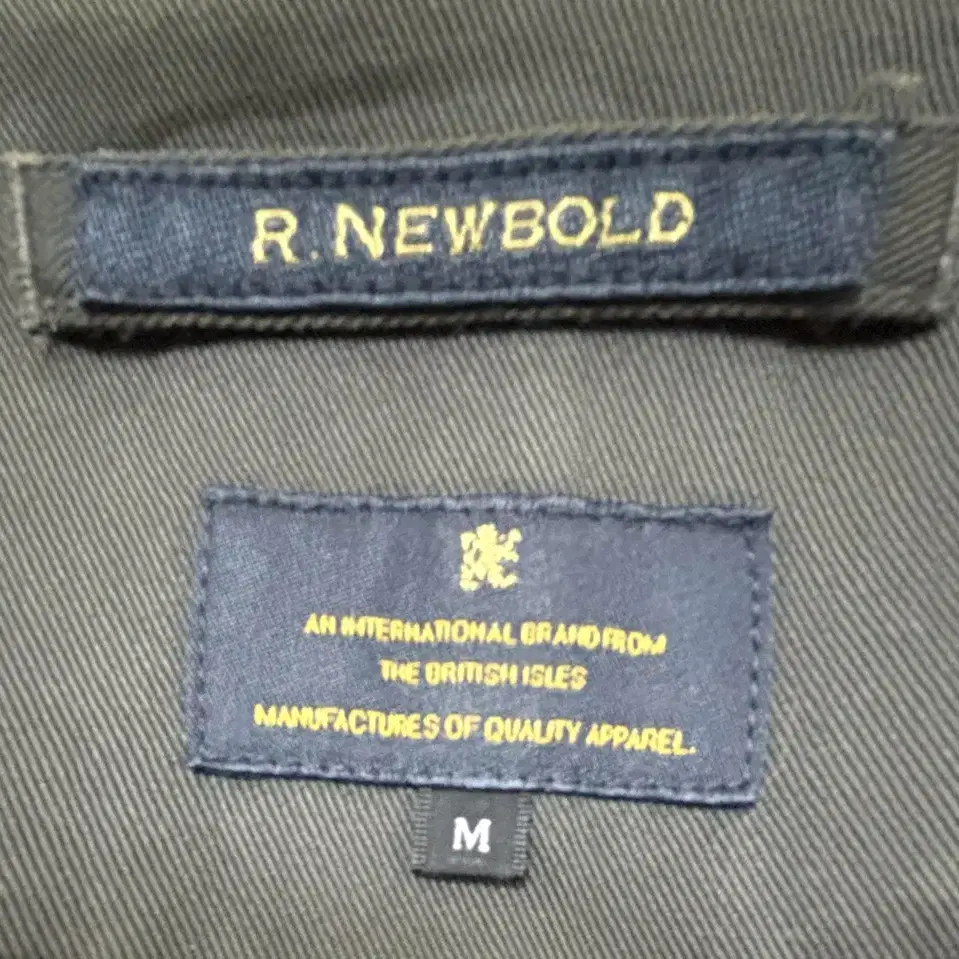 R. NEWBOLD
AN INTERNATIONAL BRAND FROM
THE BRITISH ISLES
MANUFACTURES OF QUALITY APPAREL.
M